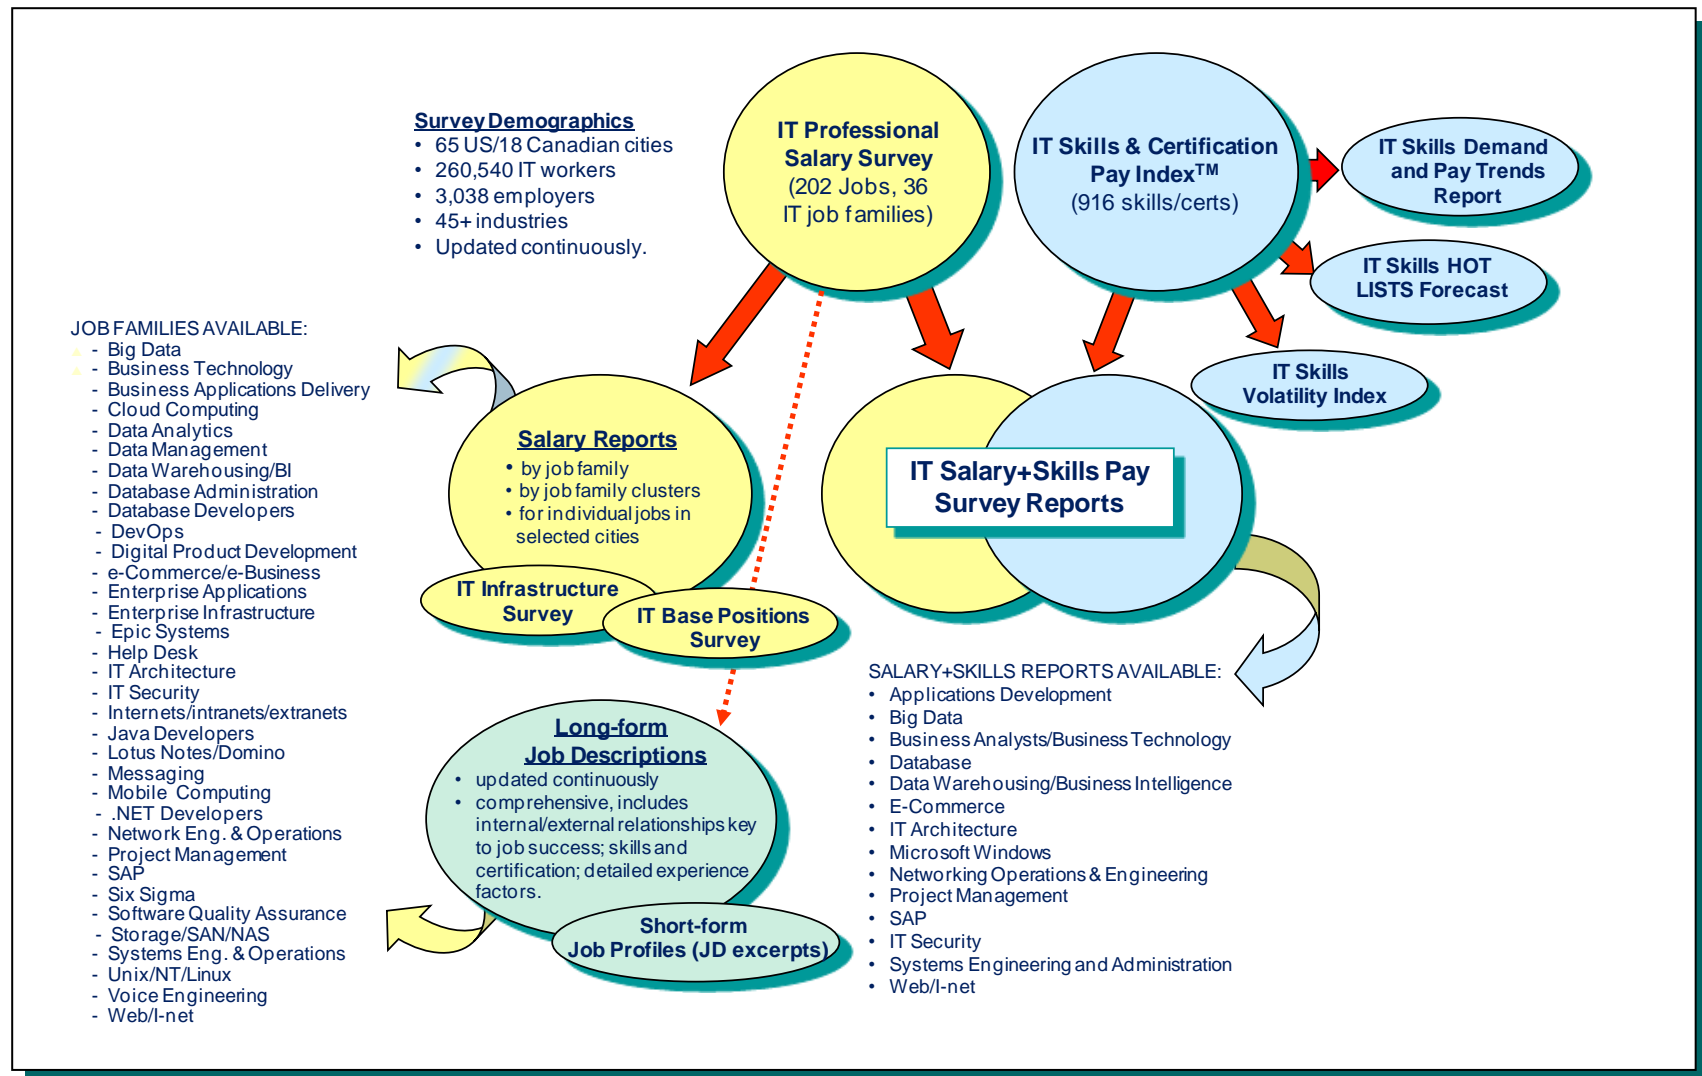 Survey Demographics
• 65 US/18 Canadian cities
• 260,540 IT workers
• 3,038 employers
• 45+ industries
• Updated continuously.
IT Professional
Salary Survey
(202 Jobs, 36
IT job families)
IT Skills & Certification
Pay Index™
(916 skills/certs)
IT Skills Demand
and Pay Trends
Report
IT Skills HOT
LISTS Forecast
IT Skills
Volatility Index
JOB FAMILIES AVAILABLE:
- Big Data
- Business Technology
- Business Applications Delivery
- Cloud Computing
- Data Analytics
- Data Management
- Data Warehousing/BI
- Database Administration
- Database Developers
- DevOps
- Digital Product Development
- e-Commerce/e-Business
- Enterprise Applications
- Enterprise Infrastructure
- Epic Systems
- Help Desk
- IT Architecture
- IT Security
- Internets/intranets/extranets
- Java Developers
- Lotus Notes/Domino
- Messaging
- Mobile Computing
- .NET Developers
- Network Eng. & Operations
- Project Management
- SAP
- Six Sigma
- Software Quality Assurance
- Storage/SAN/NAS
- Systems Eng. & Operations
- Unix/NT/Linux
- Voice Engineering
- Web/I-net
Salary Reports
• by job family
• by job family clusters
• for individual jobs in
selected cities
IT Infrastructure
Survey
IT Base Positions
Survey
IT Salary+Skills Pay
Survey Reports
Long-form
Job Descriptions
• updated continuously
• comprehensive, includes
internal/external relationships key
to job success; skills and
certification; detailed experience
factors.
Short-form
Job Profiles (JD excerpts)
SALARY+SKILLS REPORTS AVAILABLE:
• Applications Development
• Big Data
• Business Analysts/Business Technology
• Database
• Data Warehousing/Business Intelligence
• E-Commerce
• IT Architecture
• Microsoft Windows
• Networking Operations & Engineering
• Project Management
• SAP
• IT Security
• Systems Engineering and Administration
• Web/I-net